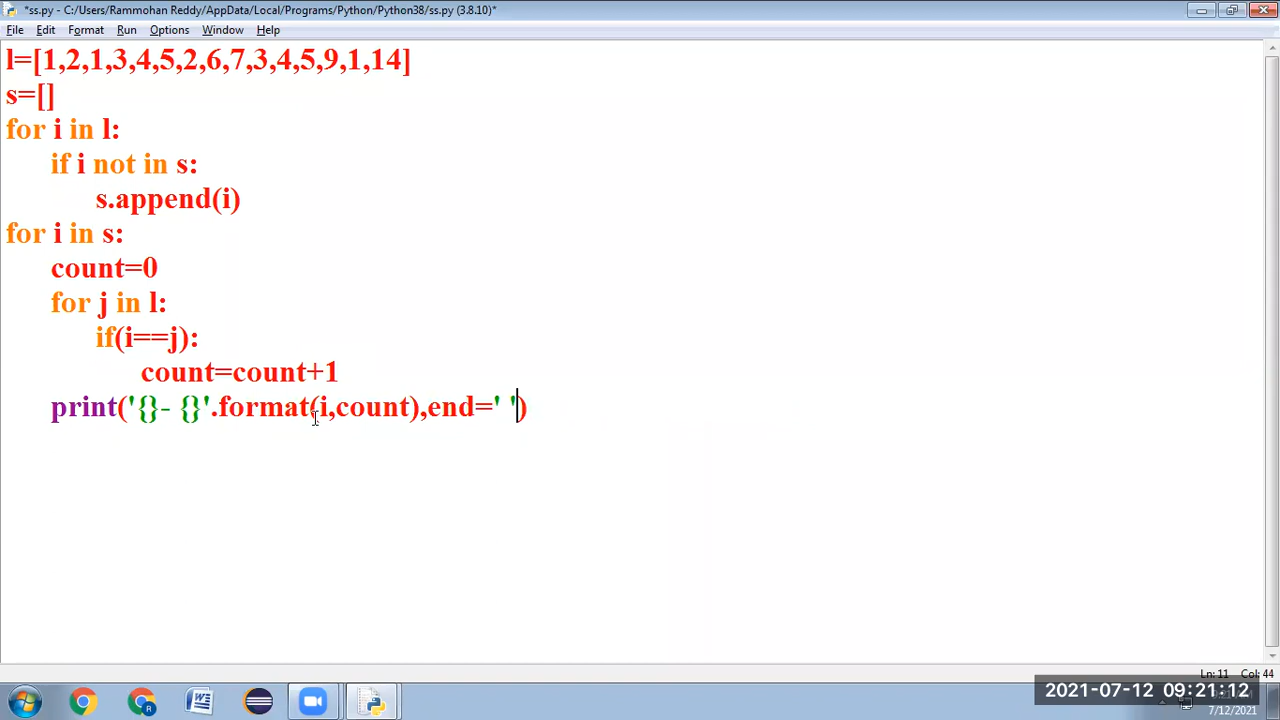 *ss.py - C:/Users/Rammohan Reddy/AppData/Local/Programs/Python/Python38/ss.py (3.8.10)*
File Edit Format Run Options Window Help
l=[1,2,1,3,4,5,2,6,7,3,4,5,9,1,14]
s=[]
for i in l:
    if i not in s:
        s.append(i)
for i in s:
    count=0
    for j in l:
        if(i==j):
            count=count+1
    print('{}- {}'.format(i,count),end=' ')
Ln: 11 Col: 44
2021-07-12 09:21:12
7/12/2021